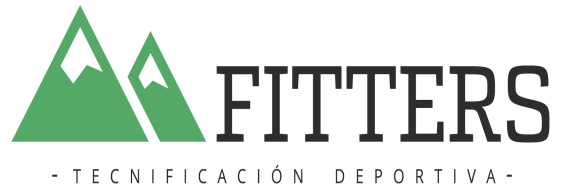 FITTERS
- TECNIFICACIÓN DEPORTIVA-